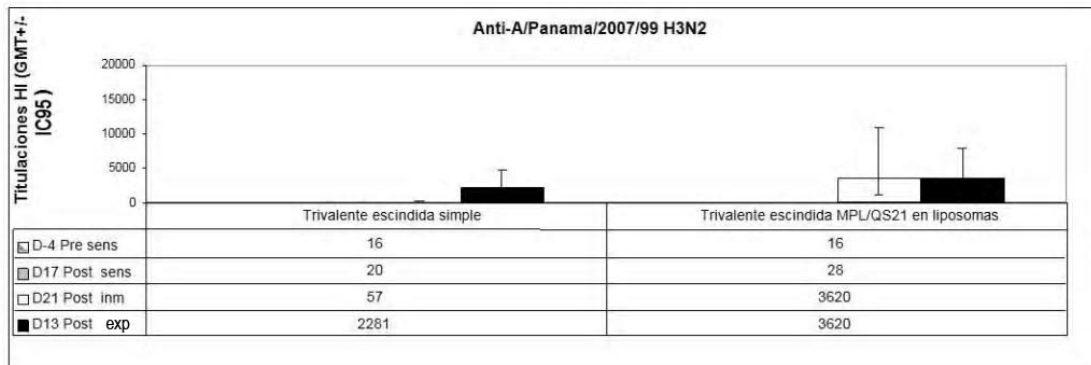 Anti-A/Panama/2007/99 H3N2
Titulaciones HI (GMT+/-
IC95 )
20000
15000
10000
5000
0
Trivalente escindida simple Trivalente escindida MPL/QS21 en liposomas
D-4 Pre sens 16 16
D17 Post sens 20 28
D21 Post inm 57 3620
D13 Post exp 2281 3620